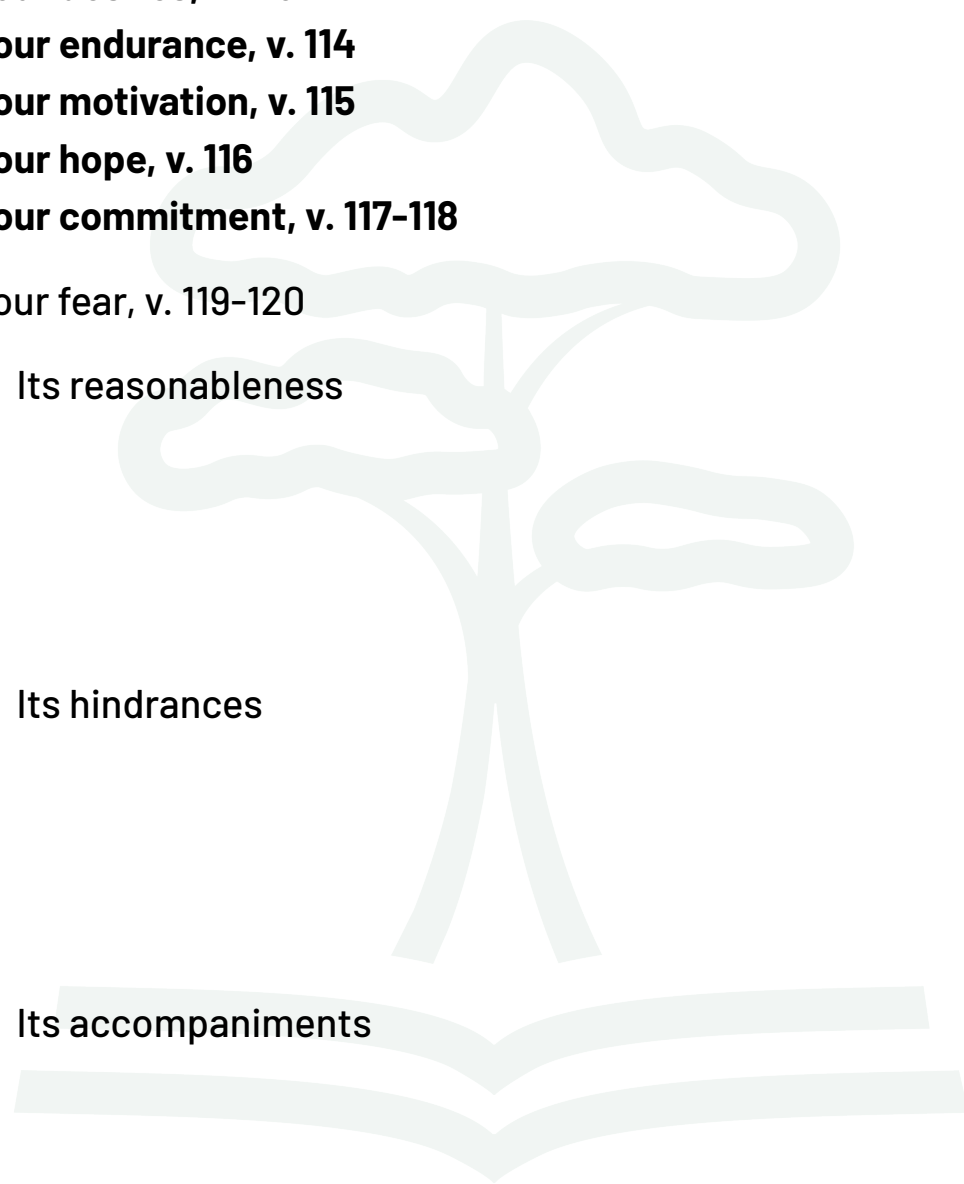 our endurance, v. 114
our motivation, v. 115
our hope, v. 116
our commitment, v. 117-118
our fear, v. 119-120
Its reasonableness
Its hindrances
Its accompaniments